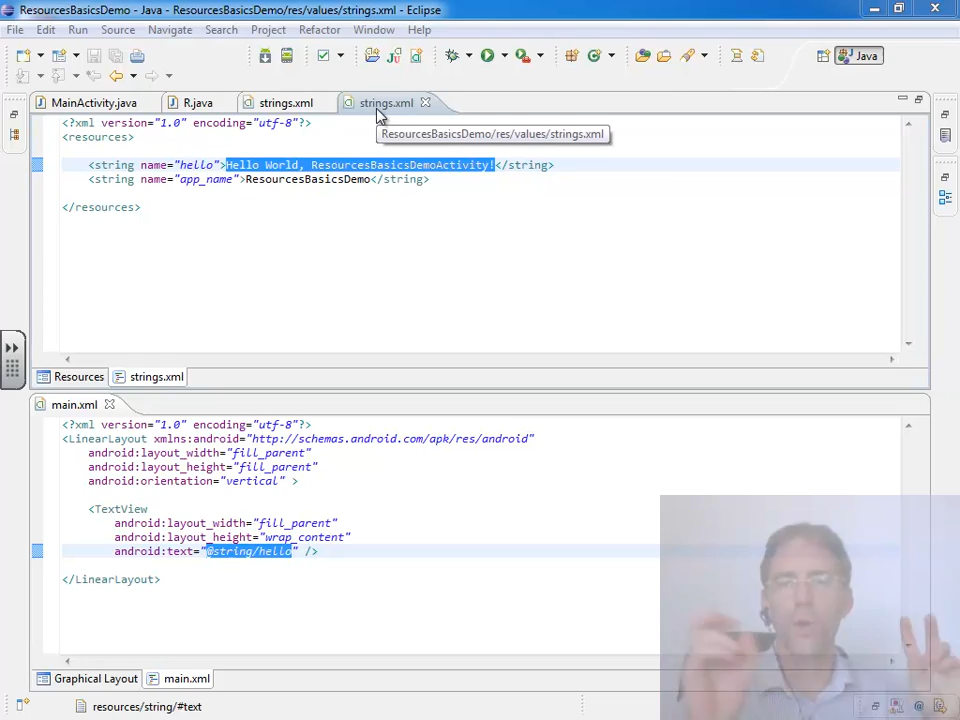 ResourcesBasicsDemo - Java - ResourcesBasicsDemo/res/values/strings.xml - Eclipse
File Edit Run Source Navigate Search Project Refactor Window Help
Java
MainActivity.java R.java strings.xml strings.xml
ResourcesBasicsDemo/res/values/strings.xml
<?xml version="1.0" encoding="utf-8"?>
<resources>
<string name="hello">Hello World, ResourcesBasicsDemoActivity!</string>
<string name="app_name">ResourcesBasicsDemo</string>
</resources>
Resources strings.xml
main.xml
<?xml version="1.0" encoding="utf-8"?>
<LinearLayout xmlns:android="http://schemas.android.com/apk/res/android"
android:layout_width="fill_parent"
android:layout_height="fill_parent"
android:orientation="vertical" >
<TextView
android:layout_width="fill_parent"
android:layout_height="wrap_content"
android:text="@string/hello" />
</LinearLayout>
Graphical Layout main.xml
resources/string/#text